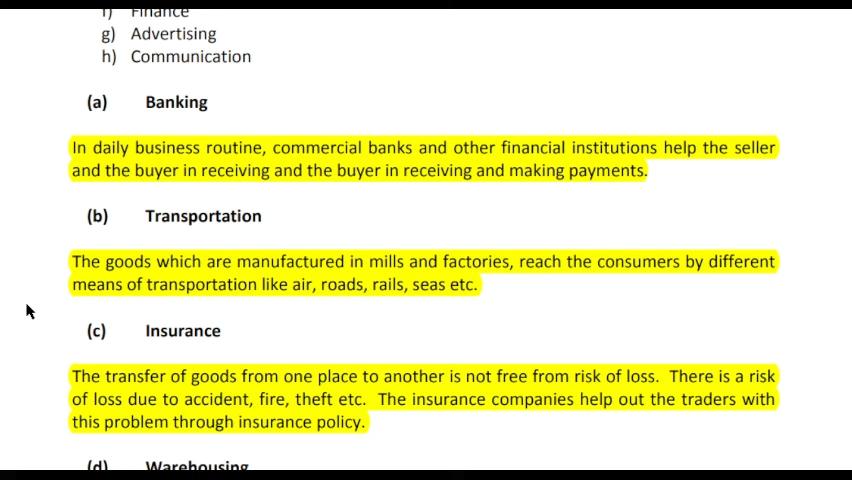 f) Finance
g) Advertising
h) Communication
(a) Banking
In daily business routine, commercial banks and other financial institutions help the seller
and the buyer in receiving and the buyer in receiving and making payments.
(b) Transportation
The goods which are manufactured in mills and factories, reach the consumers by different
means of transportation like air, roads, rails, seas etc.
(c) Insurance
The transfer of goods from one place to another is not free from risk of loss. There is a risk
of loss due to accident, fire, theft etc. The insurance companies help out the traders with
this problem through insurance policy.
(d) Warehousing